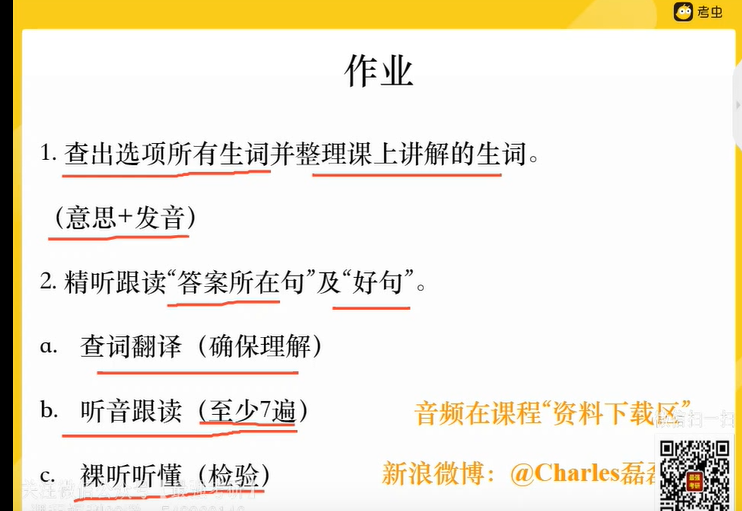 考虫
作业
1. 查出选项所有生词并整理课上讲解的生词。
（意思+发音）
2. 精听跟读“答案所在句”及“好句”。
a. 查词翻译（确保理解）
b. 听音跟读（至少7遍）
音频在课程“资料下载区”
c. 裸听听懂（检验）
新浪微博：@Charles磊